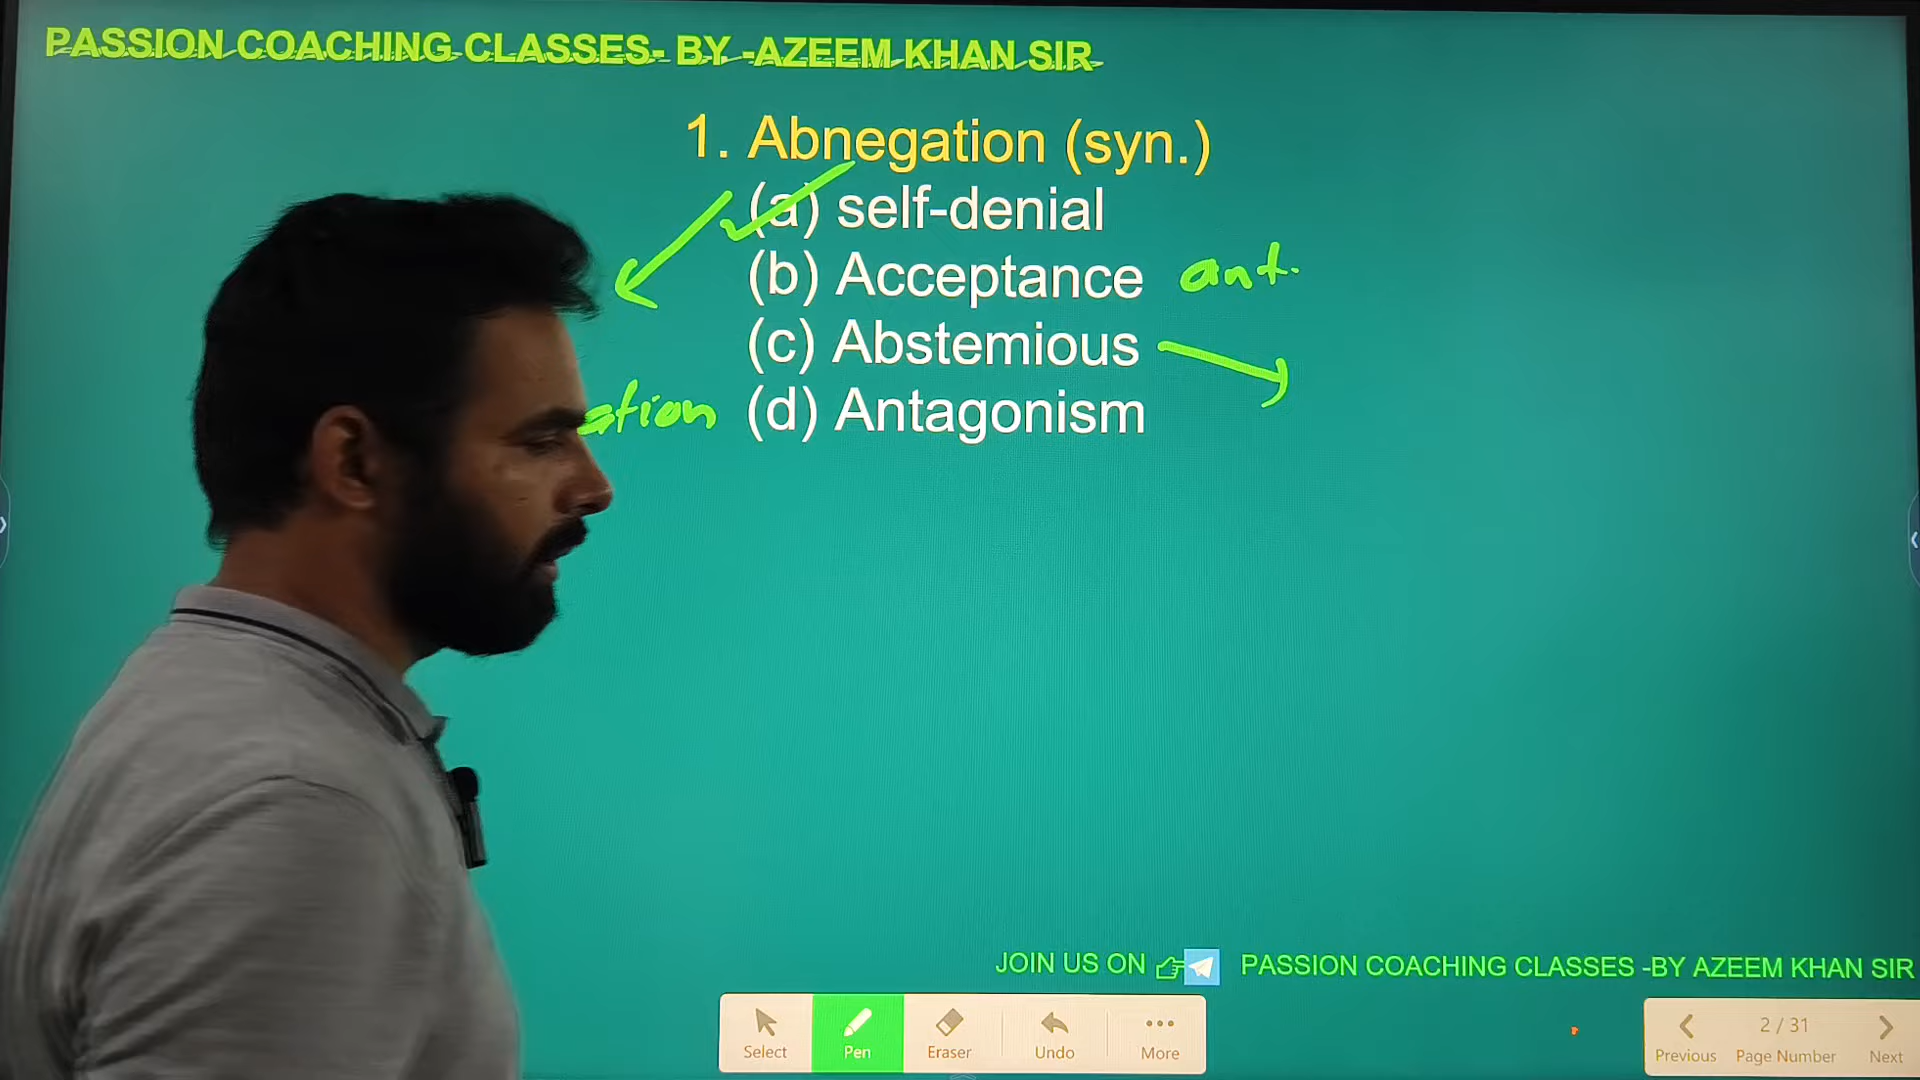 PASSION COACHING CLASSES- BY -AZEEM KHAN SIR
1. Abnegation (syn.)
(a) self-denial
(b) Acceptance ant.
(c) Abstemious
(d) Antagonism
JOIN US ON PASSION COACHING CLASSES -BY AZEEM KHAN SIR
Select Pen Eraser Undo More
2 / 31
Previous Page Number Next